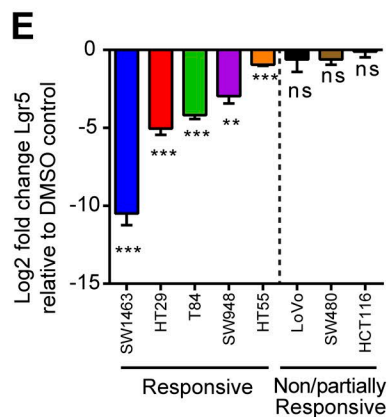 E
Log2 fold change Lgr5
relative to DMSO control
0
-5
-10
-15
***
***
***
**
***
ns
ns
ns
SW1463
HT29
T84
SW948
HT55
LoVo
SW480
HCT116
Responsive
Non/partially
Responsive